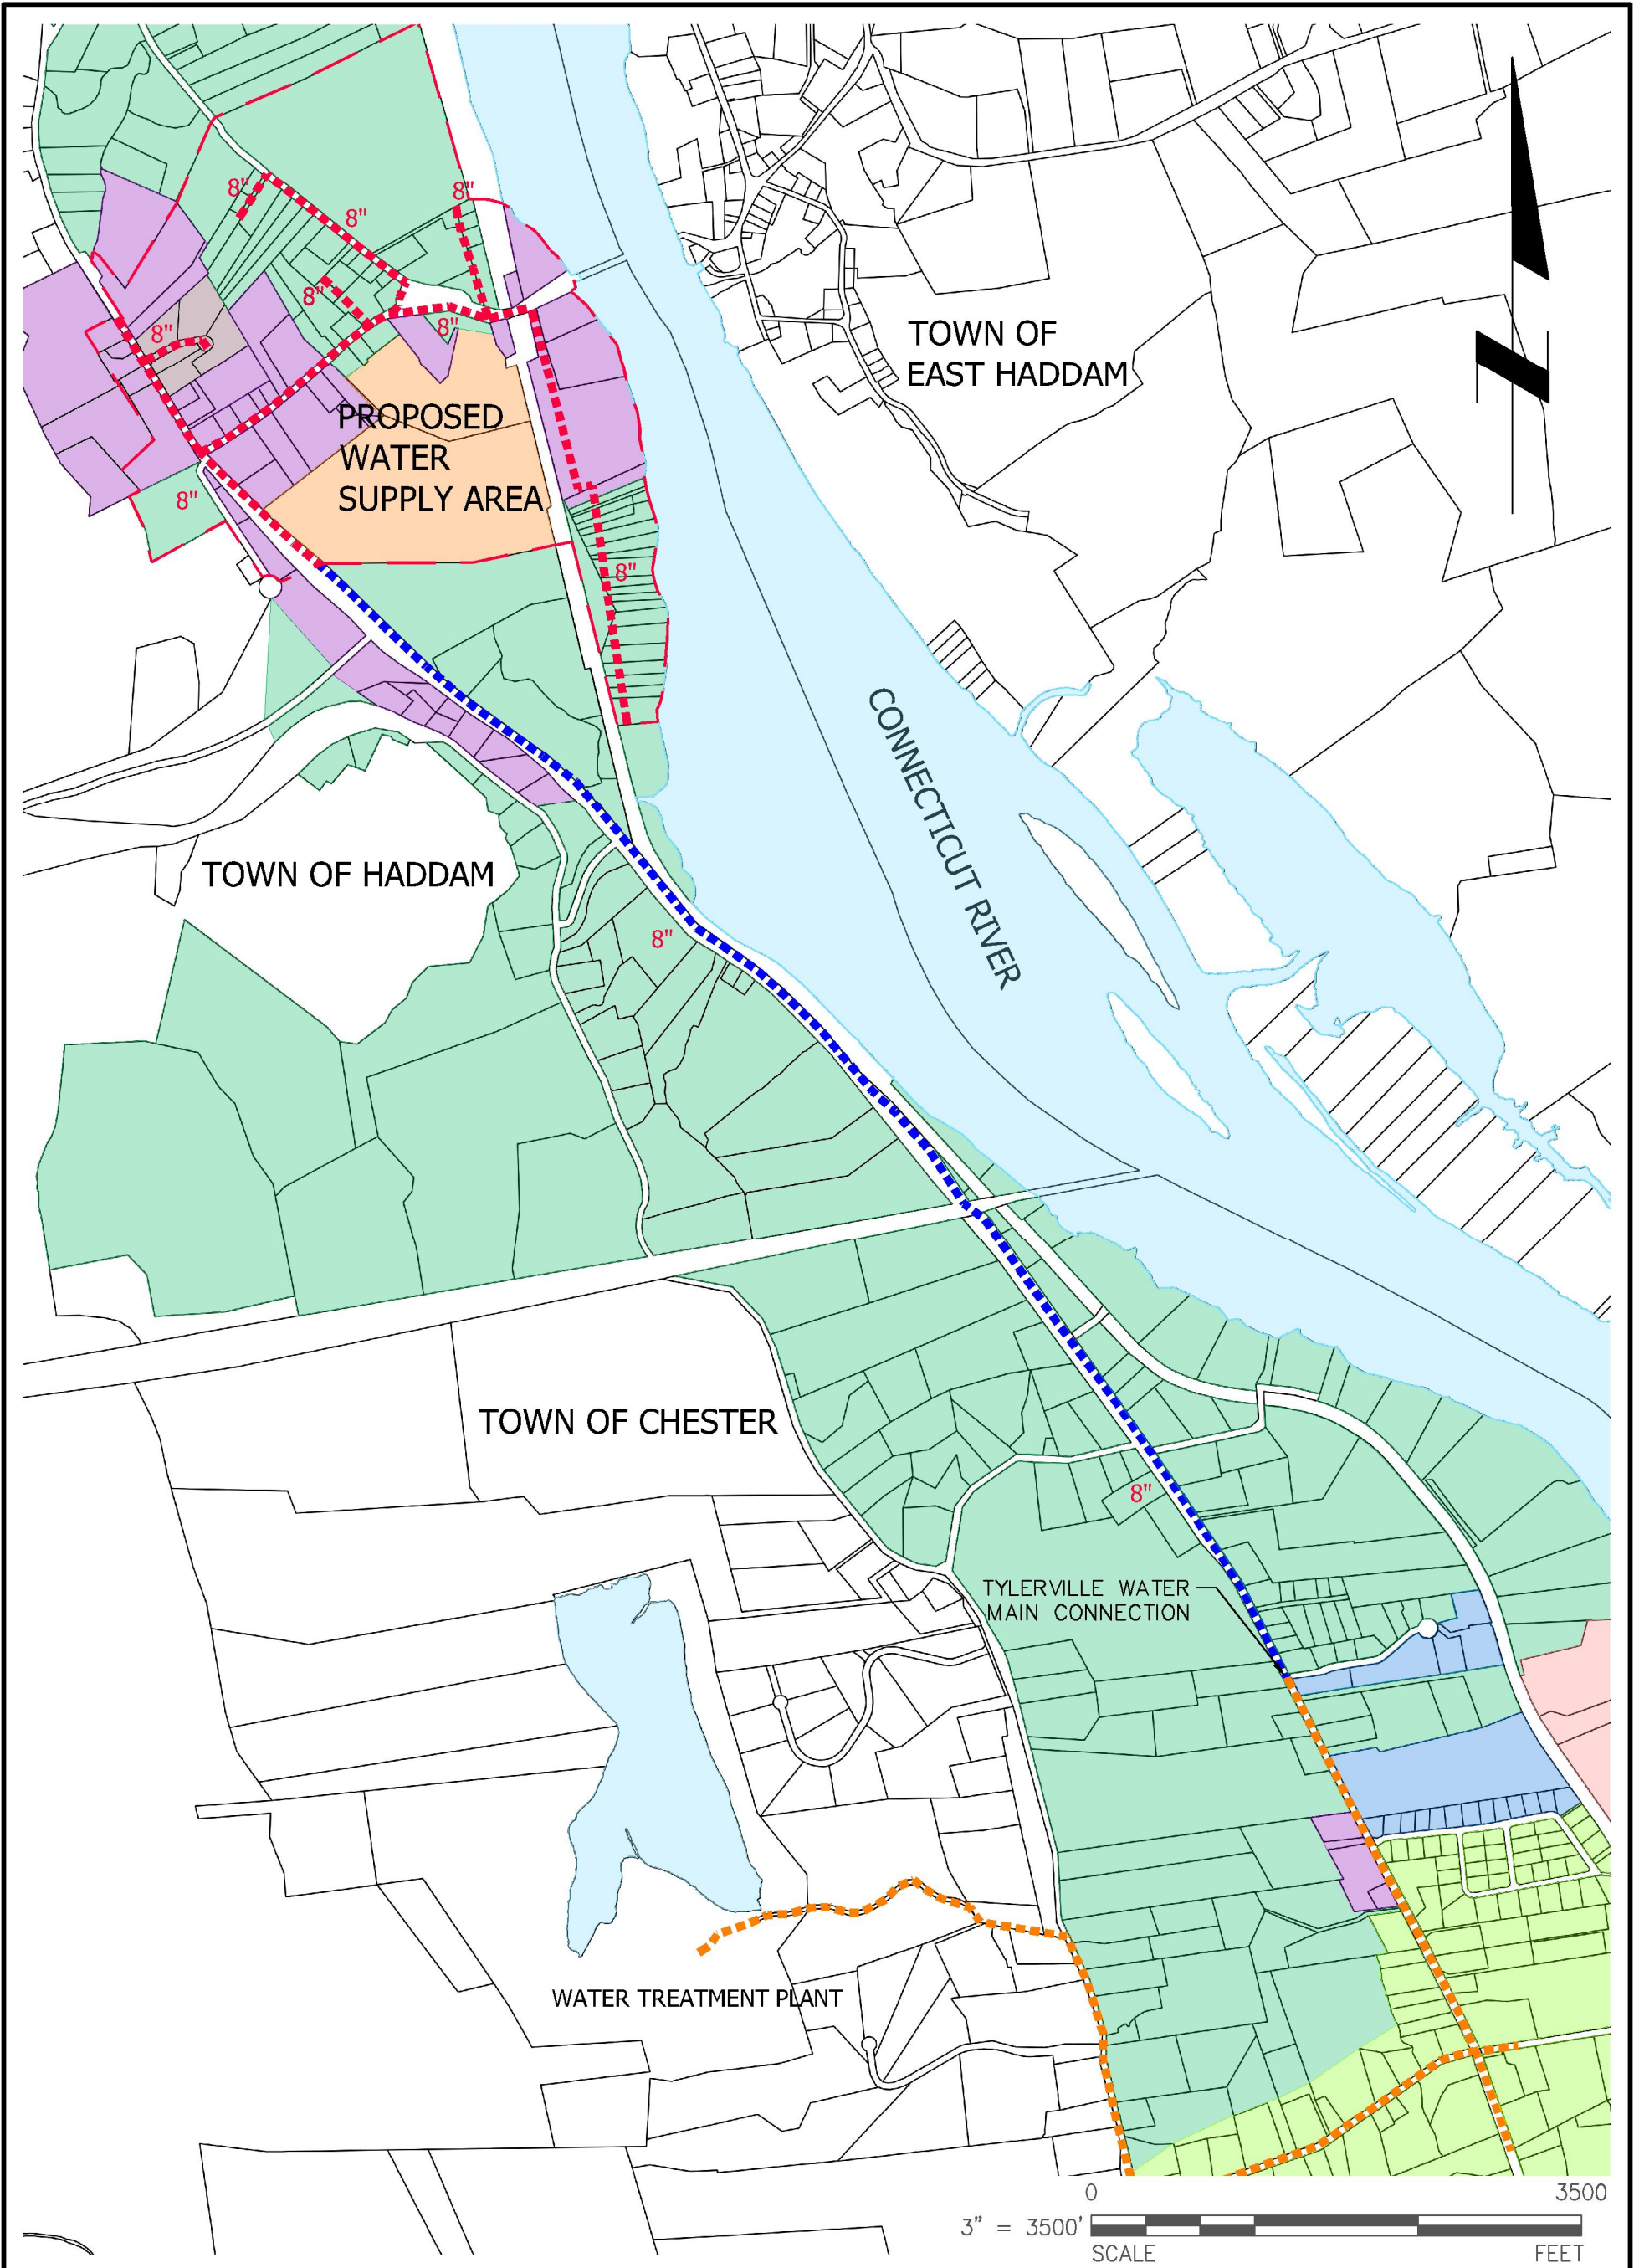 8"
8"
8"
8"
8"
8"
TOWN OF
EAST HADDAM
PROPOSED
WATER
SUPPLY AREA
8"
8"
CONNECTICUT RIVER
TOWN OF HADDAM
8"
TOWN OF CHESTER
8"
TYLERVILLE WATER
MAIN CONNECTION
WATER TREATMENT PLANT
0 3500
3" = 3500'
SCALE FEET